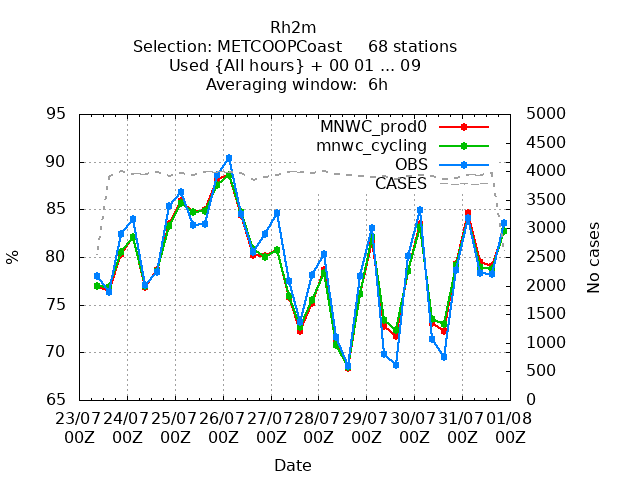 Rh2m
Selection: METCOOPCoast     68 stations
Used {All hours} + 00 01 ... 09
Averaging window:  6h
MNWC_prod0
mnwc_cycling
OBS
CASES
%
95
90
85
80
75
70
65
No cases
5000
4500
4000
3500
3000
2500
2000
1500
1000
500
0
23/07 24/07 25/07 26/07 27/07 28/07 29/07 30/07 31/07 01/08
00Z 00Z 00Z 00Z 00Z 00Z 00Z 00Z 00Z 00Z
Date